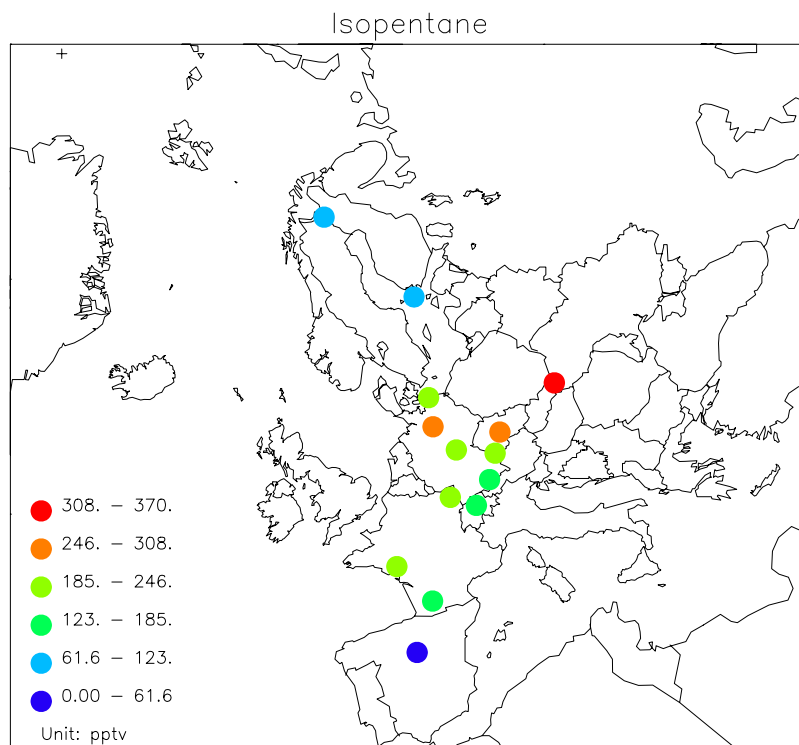 Isopentane
308. – 370.
246. – 308.
185. – 246.
123. – 185.
61.6 – 123.
0.00 – 61.6
Unit: pptv